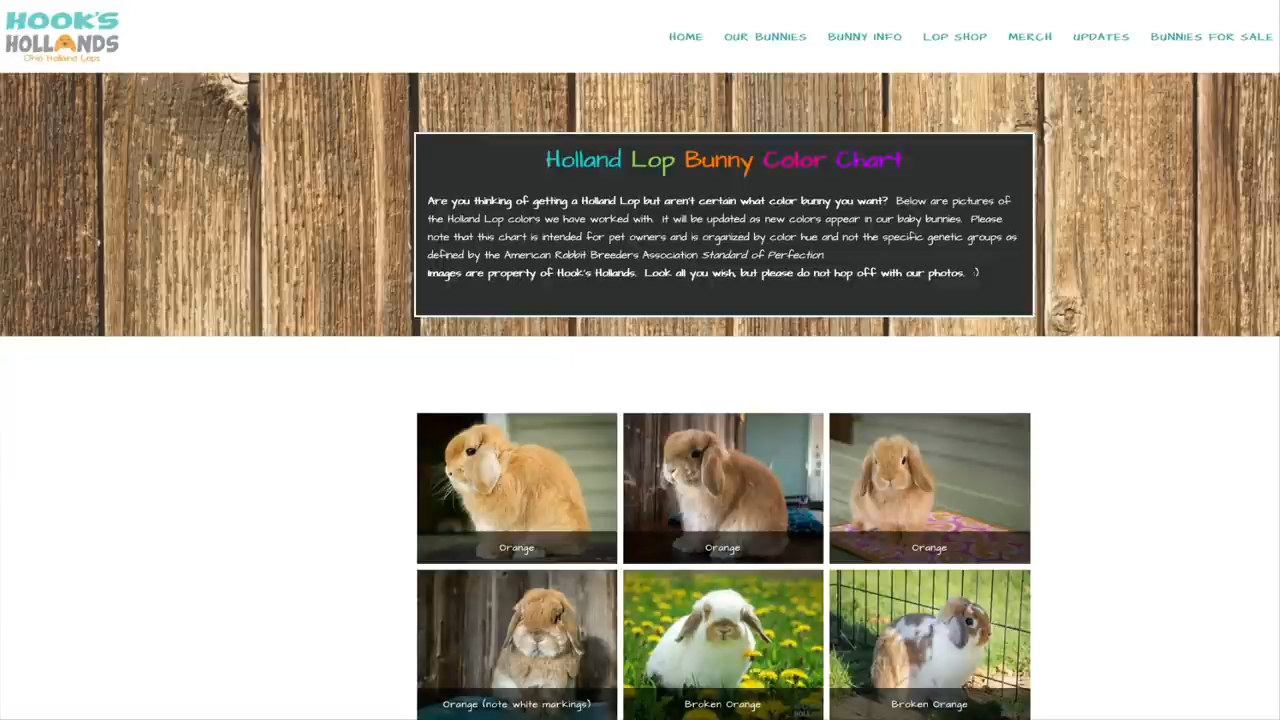 HOOK'S
HOLLANDS
Ohio Holland Lops
HOME OUR BUNNIES BUNNY INFO LOP SHOP MERCH UPDATES BUNNIES FOR SALE
Holland Lop Bunny Color Chart
Are you thinking of getting a Holland Lop but aren't certain what color bunny you want? Below are pictures of
the Holland Lop colors we have worked with. It will be updated as new colors appear in our baby bunnies. Please
note that this chart is intended for pet owners and is organized by color hue and not the specific genetic groups as
defined by the American Rabbit Breeders Association Standard of Perfection.
Images are property of Hook's Hollands. Look all you wish, but please do not hop off with our photos. :)
Orange
Orange
Orange
Orange (note white markings)
Broken Orange
Broken Orange